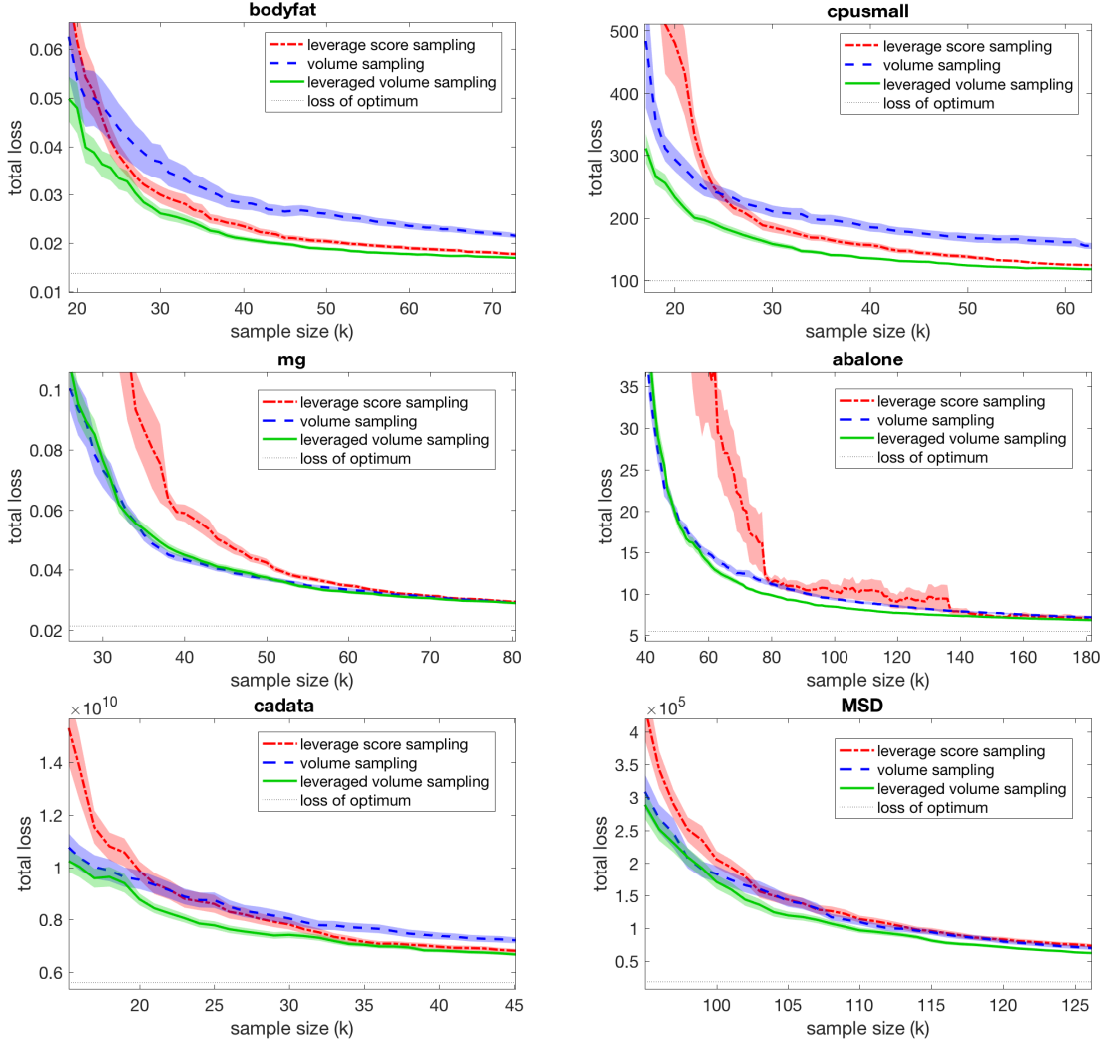 bodyfat
total loss
0.06
0.05
0.04
0.03
0.02
0.01
20 30 40 50 60 70
sample size (k)
leverage score sampling
volume sampling
leveraged volume sampling
loss of optimum
cpusmall
total loss
500
400
300
200
100
20 30 40 50 60
sample size (k)
leverage score sampling
volume sampling
leveraged volume sampling
loss of optimum
mg
total loss
0.1
0.08
0.06
0.04
0.02
30 40 50 60 70 80
sample size (k)
leverage score sampling
volume sampling
leveraged volume sampling
loss of optimum
abalone
total loss
35
30
25
20
15
10
5
40 60 80 100 120 140 160 180
sample size (k)
leverage score sampling
volume sampling
leveraged volume sampling
loss of optimum
cadata
×10^10
total loss
1.4
1.2
1
0.8
0.6
20 25 30 35 40 45
sample size (k)
leverage score sampling
volume sampling
leveraged volume sampling
loss of optimum
MSD
×10^5
total loss
4
3.5
3
2.5
2
1.5
1
0.5
100 105 110 115 120 125
sample size (k)
leverage score sampling
volume sampling
leveraged volume sampling
loss of optimum